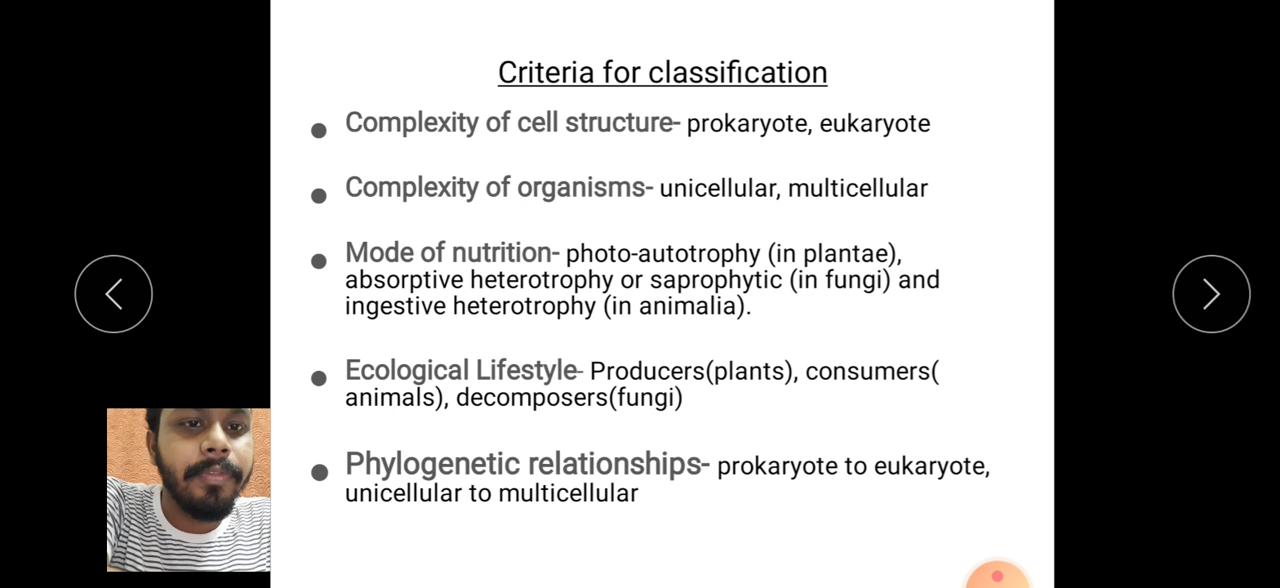 Criteria for classification
Complexity of cell structure- prokaryote, eukaryote
Complexity of organisms- unicellular, multicellular
Mode of nutrition- photo-autotrophy (in plantae),
absorptive heterotrophy or saprophytic (in fungi) and
ingestive heterotrophy (in animalia).
Ecological Lifestyle- Producers(plants), consumers(
animals), decomposers(fungi)
Phylogenetic relationships- prokaryote to eukaryote,
unicellular to multicellular